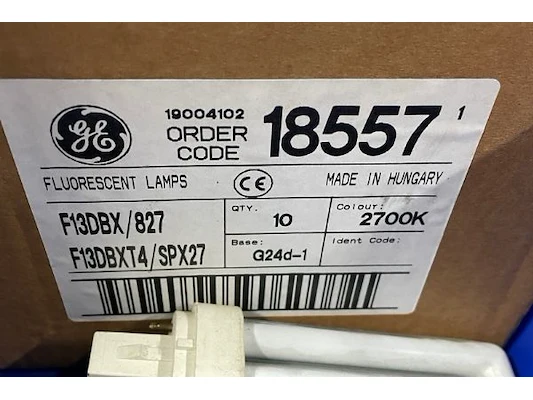 GE
19004102
ORDER CODE 18557 1
FLUORESCENT LAMPS CE MADE IN HUNGARY
F13DBX/827
F13DBXT4/SPX27
QTY. 10
Colour: 2700K
Base: G24d-1
Ident Code: